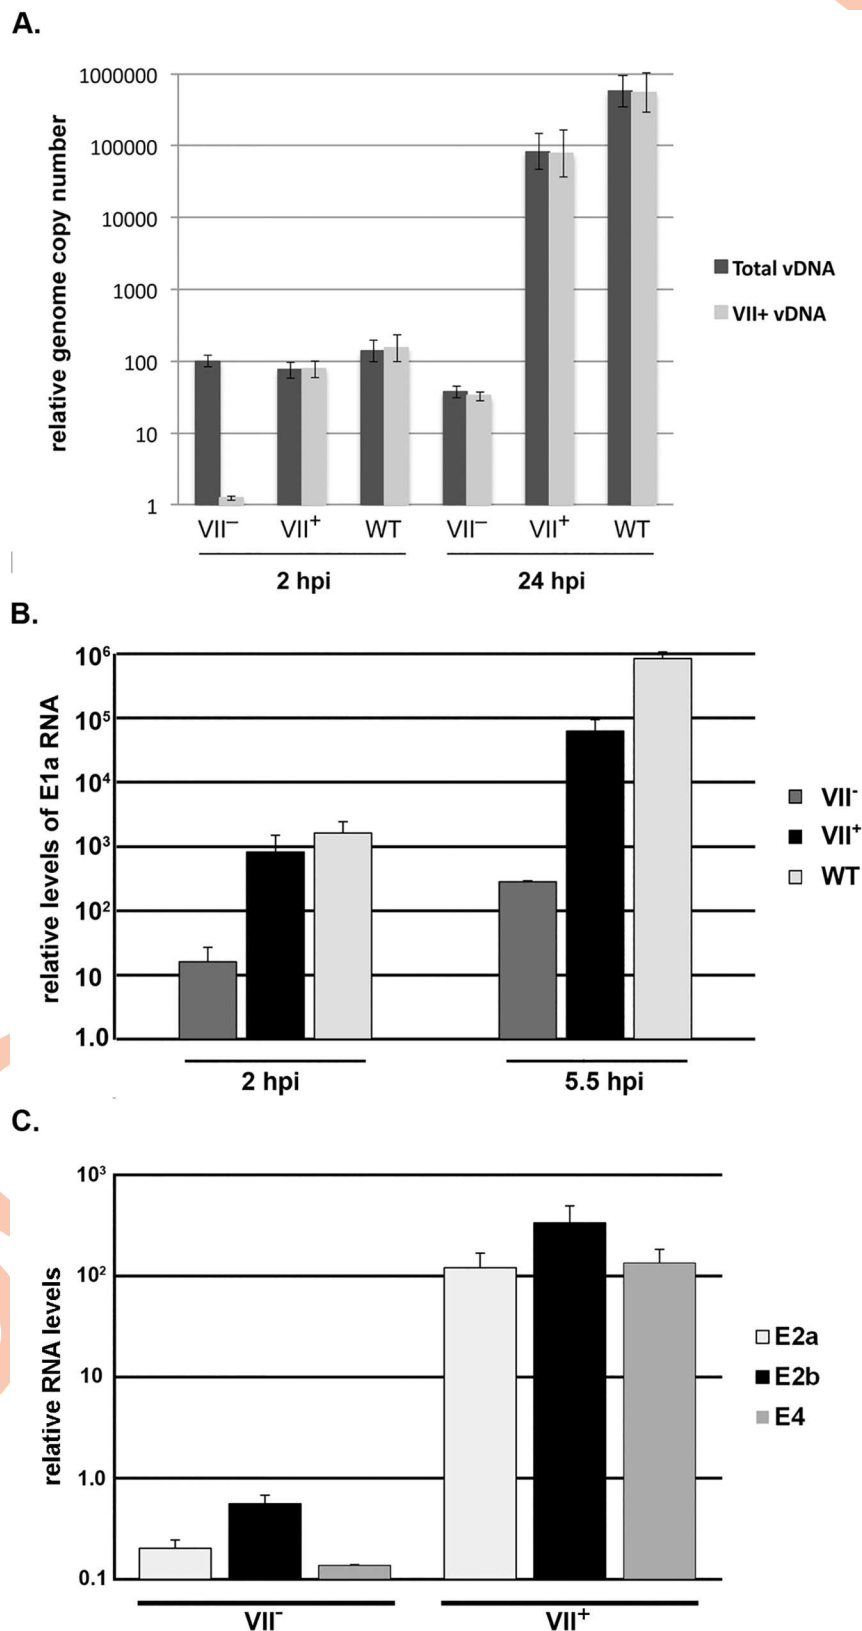 A.
relative genome copy number
1000000
100000
10000
1000
100
10
1
VII– VII+ WT VII– VII+ WT
2 hpi 24 hpi
Total vDNA
VII+ vDNA
B.
relative levels of E1a RNA
10⁶
10⁵
10⁴
10³
10²
10
1.0
2 hpi 5.5 hpi
VII-
VII+
WT
C.
relative RNA levels
10³
10²
10
1.0
0.1
VII- VII+
E2a
E2b
E4